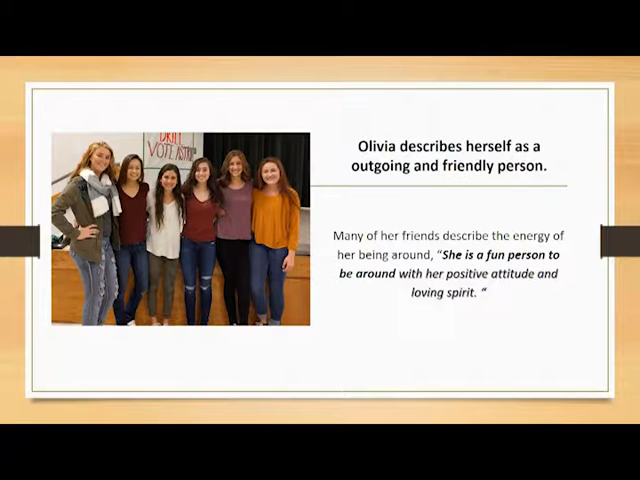 VOTE ASTRI
Olivia describes herself as a
outgoing and friendly person.
Many of her friends describe the energy of
her being around, “She is a fun person to
be around with her positive attitude and
loving spirit. “